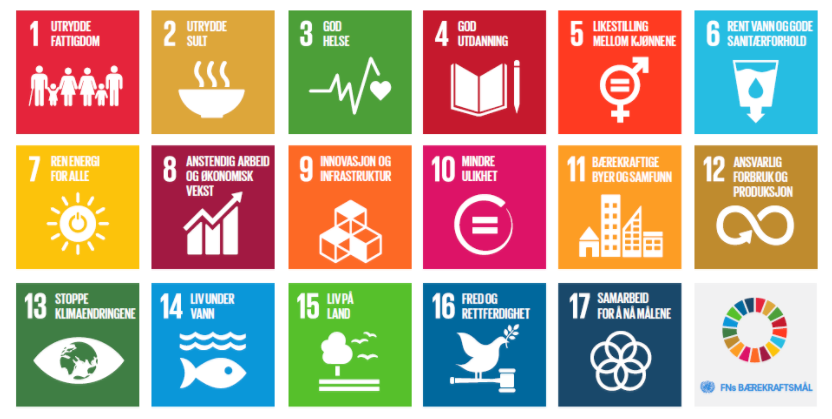 1 UTRYDDE
FATTIGDOM
2 UTRYDDE
SULT
3 GOD
HELSE
4 GOD
UTDANNING
5 LIKESTILLING
MELLOM KJØNNENE
6 RENT VANN OG GODE
SANITÆRFORHOLD
7 REN ENERGI
FOR ALLE
8 ANSTENDIG ARBEID
OG ØKONOMISK
VEKST
9 INNOVASJON OG
INFRASTRUKTUR
10 MINDRE
ULIKHET
11 BÆREKRAFTIGE
BYER OG SAMFUNN
12 ANSVARLIG
FORBRUK OG
PRODUKSJON
13 STOPPE
KLIMAENDRINGENE
14 LIV UNDER
VANN
15 LIV PÅ
LAND
16 FRED OG
RETTFERDIGHET
17 SAMARBEID
FOR Å NÅ MÅLENE
FNs BÆREKRAFTSMÅL